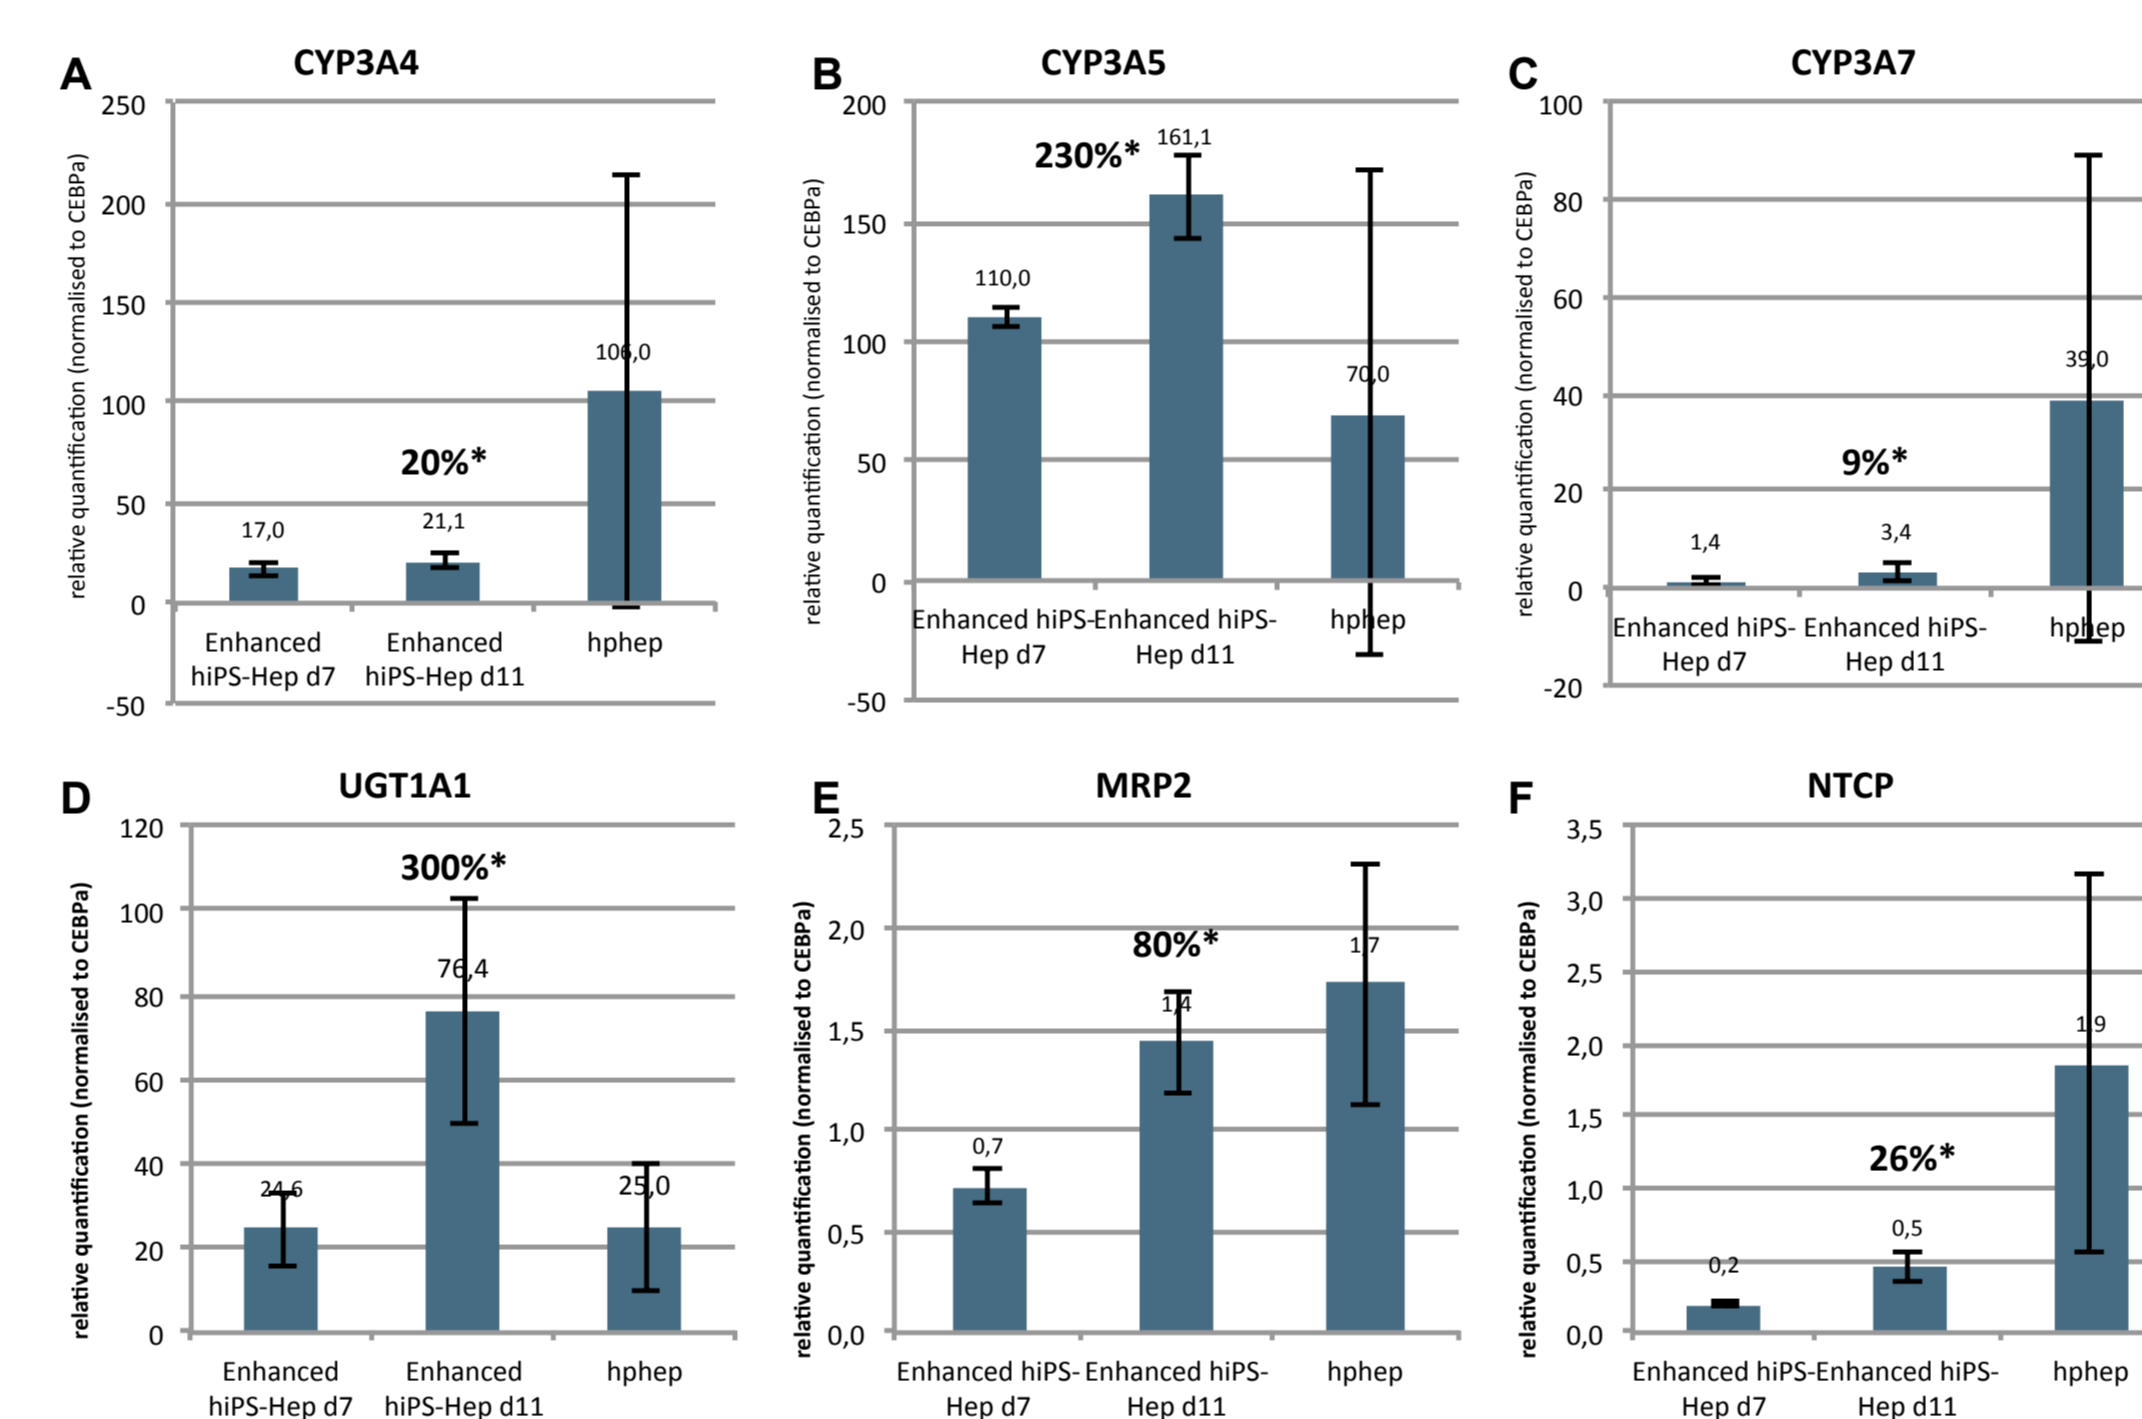 A
CYP3A4
relative quantification (normalised to CEBPa)
250
200
150
100
50
0
-50
17,0
20%*
21,1
106,0
Enhanced
hiPS-Hep d7
Enhanced
hiPS-Hep d11
hphep
B
CYP3A5
relative quantification (normalised to CEBPa)
200
150
100
50
0
-50
110,0
230%*
161,1
70,0
Enhanced hiPS-
Hep d7
Enhanced hiPS-
Hep d11
hphep
C
CYP3A7
relative quantification (normalised to CEBPa)
100
80
60
40
20
0
-20
1,4
9%*
3,4
39,0
Enhanced hiPS-
Hep d7
Enhanced hiPS-
Hep d11
hphep
D
UGT1A1
relative quantification (normalised to CEBPa)
120
100
80
60
40
20
0
24,6
300%*
76,4
25,0
Enhanced
hiPS-Hep d7
Enhanced
hiPS-Hep d11
hphep
E
MRP2
relative quantification (normalised to CEBPa)
2,5
2,0
1,5
1,0
0,5
0,0
0,7
80%*
1,4
1,7
Enhanced hiPS-
Hep d7
Enhanced hiPS-
Hep d11
hphep
F
NTCP
relative quantification (normalised to CEBPa)
3,5
3,0
2,5
2,0
1,5
1,0
0,5
0,0
0,2
26%*
0,5
1,9
Enhanced hiPS-
Hep d7
Enhanced hiPS-
Hep d11
hphep